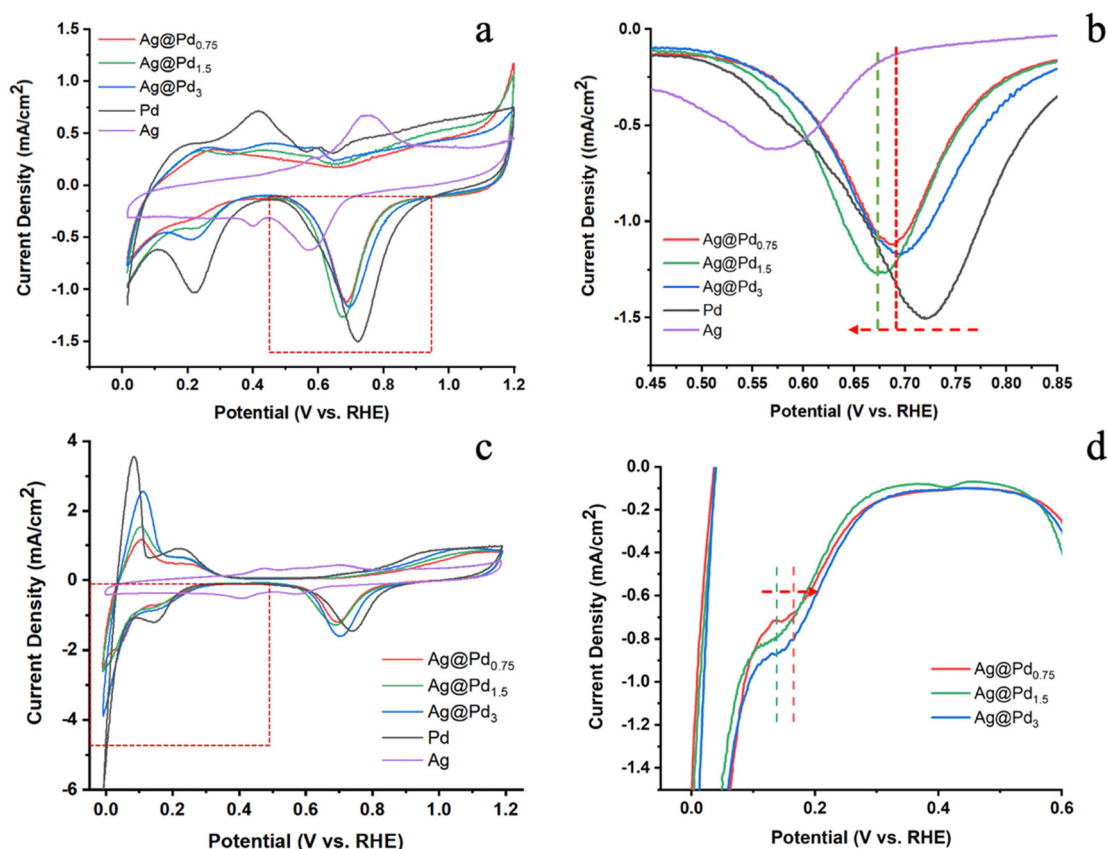 a
Ag@Pd0.75
Ag@Pd1.5
Ag@Pd3
Pd
Ag
1.5
1.0
0.5
0.0
-0.5
-1.0
-1.5
Current Density (mA/cm2)
0.0 0.2 0.4 0.6 0.8 1.0 1.2
Potential (V vs. RHE)
b
0.0
-0.5
-1.0
-1.5
Current Density ((mA/cm2)
Ag@Pd0.75
Ag@Pd1.5
Ag@Pd3
Pd
Ag
0.45 0.50 0.55 0.60 0.65 0.70 0.75 0.80 0.85
Potential (V vs. RHE)
c
4
2
0
-2
-4
-6
Current Density (mA/cm2)
Ag@Pd0.75
Ag@Pd1.5
Ag@Pd3
Pd
Ag
0.0 0.2 0.4 0.6 0.8 1.0 1.2
Potential (V vs. RHE)
d
0.0
-0.2
-0.4
-0.6
-0.8
-1.0
-1.2
-1.4
Current Density (mA/cm2)
Ag@Pd0.75
Ag@Pd1.5
Ag@Pd3
0.0 0.2 0.4 0.6
Potential (V vs. RHE)